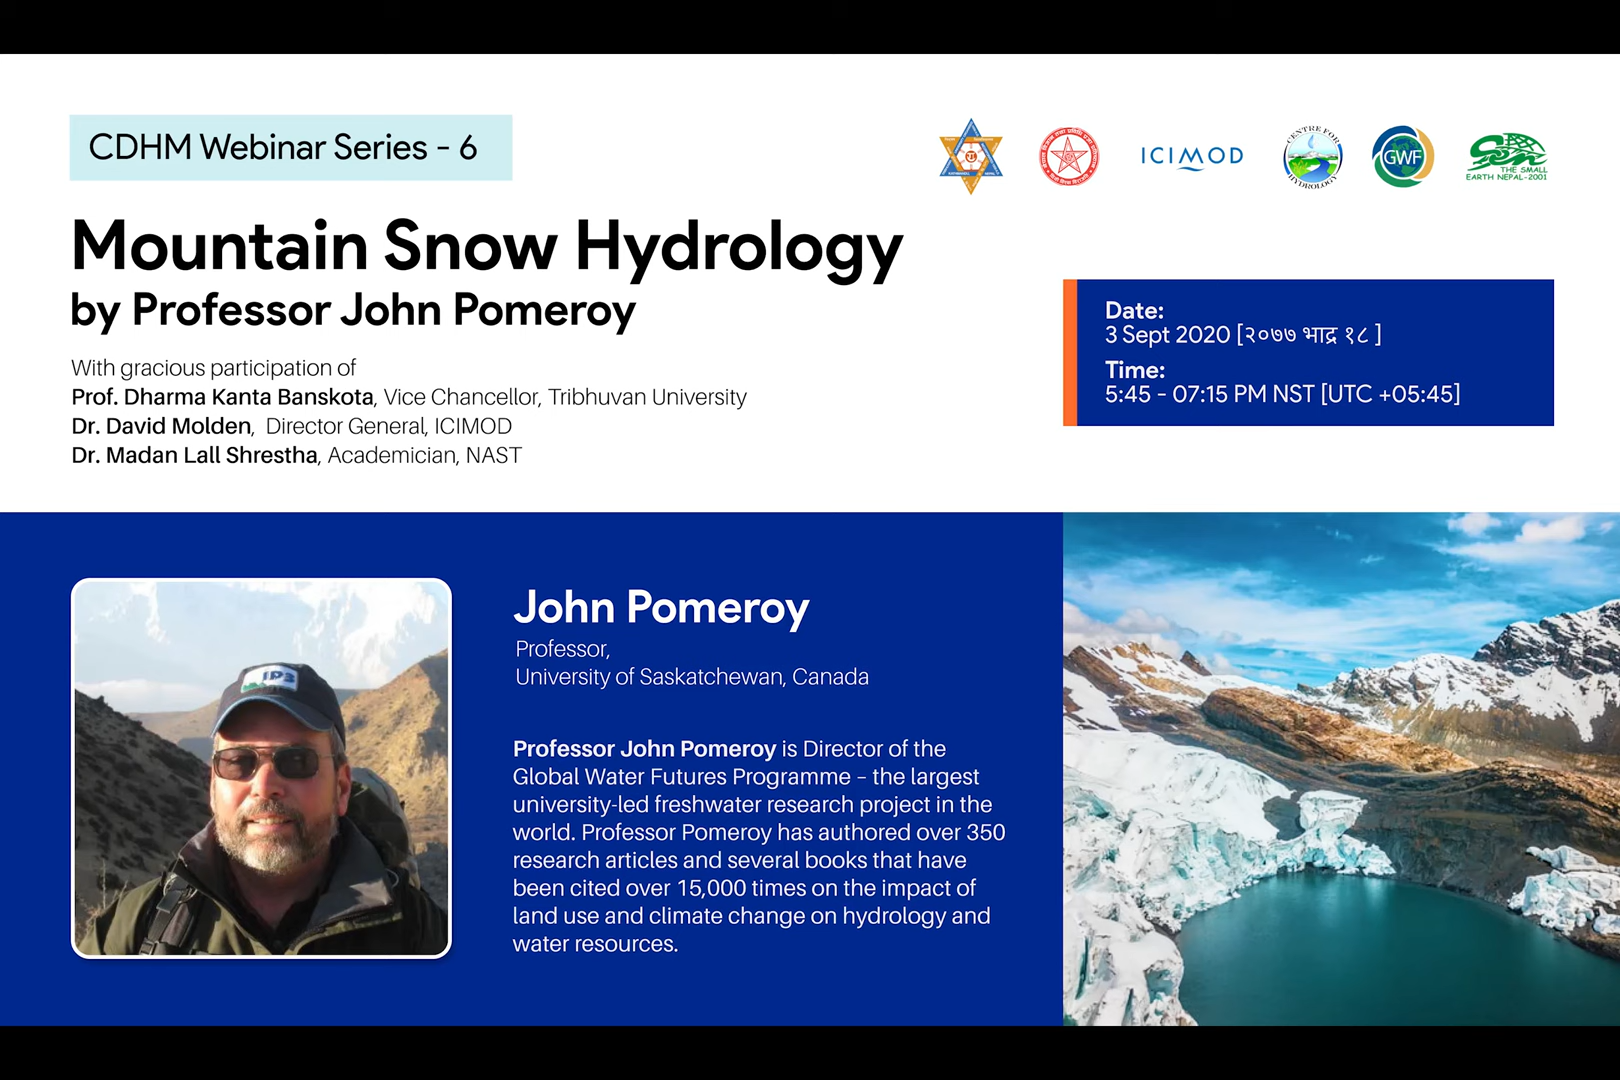 CDHM Webinar Series - 6
ICIMOD
CENTRE FOR
HYDROLOGY
GWF
Sen
THE SMALL
EARTH NEPAL-2001
Mountain Snow Hydrology
by Professor John Pomeroy
With gracious participation of
Prof. Dharma Kanta Banskota, Vice Chancellor, Tribhuvan University
Dr. David Molden,  Director General, ICIMOD
Dr. Madan Lall Shrestha, Academician, NAST
Date:
3 Sept 2020 [२०७७ भाद्र १८ ]
Time:
5:45 - 07:15 PM NST [UTC +05:45]
IP3
John Pomeroy
Professor,
University of Saskatchewan, Canada
Professor John Pomeroy is Director of the
Global Water Futures Programme – the largest
university-led freshwater research project in the
world. Professor Pomeroy has authored over 350
research articles and several books that have
been cited over 15,000 times on the impact of
land use and climate change on hydrology and
water resources.